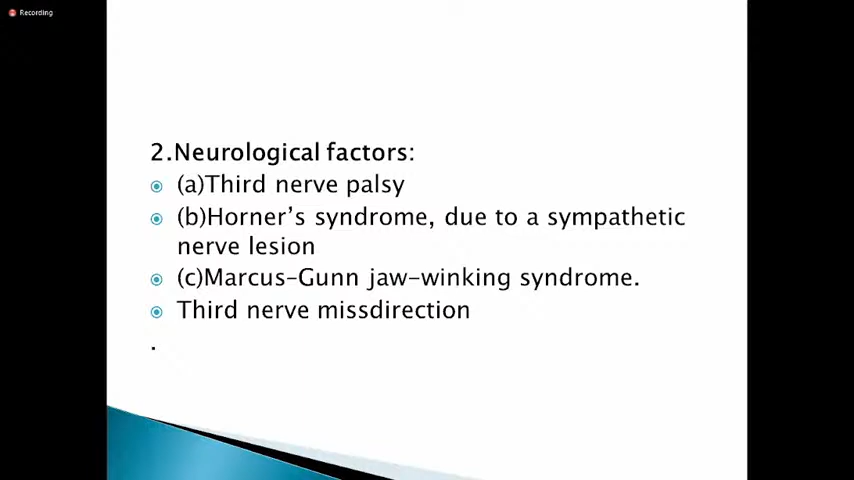 Recording
2.Neurological factors:
(a)Third nerve palsy
(b)Horner's syndrome, due to a sympathetic
nerve lesion
(c)Marcus-Gunn jaw-winking syndrome.
Third nerve missdirection
.